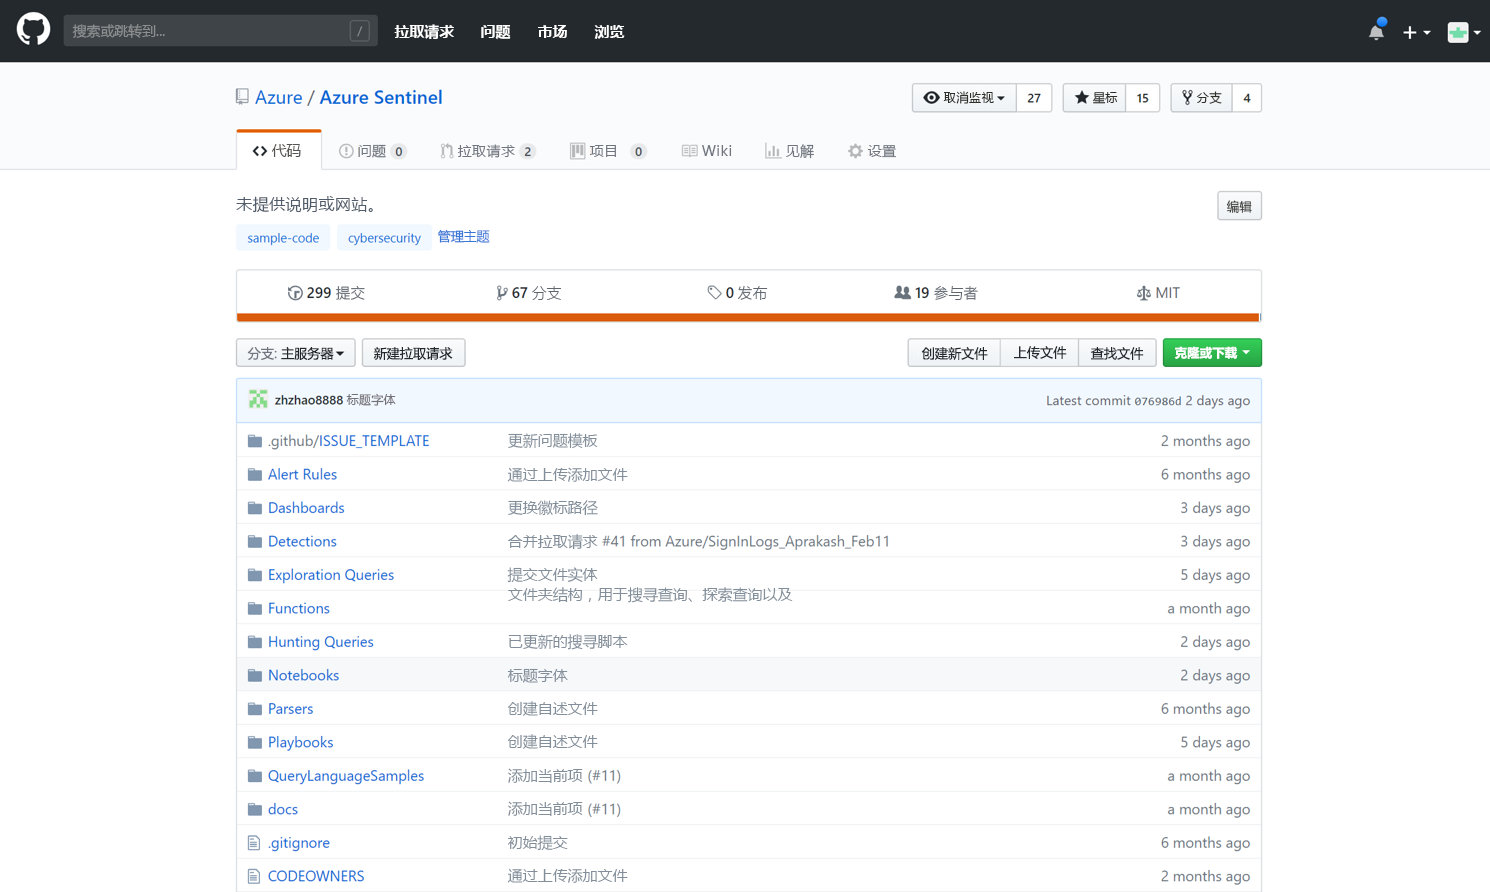 搜索或跳转到... / 拉取请求 问题 市场 浏览
Azure / Azure Sentinel 取消监视 27 星标 15 分支 4
代码 问题 0 拉取请求 2 项目 0 Wiki 见解 设置
未提供说明或网站。 编辑
sample-code cybersecurity 管理主题
299 提交 67 分支 0 发布 19 参与者 MIT
分支: 主服务器 新建拉取请求 创建新文件 上传文件 查找文件 克隆或下载
zhzhao8888 标题字体 Latest commit 076986d 2 days ago
.github/ISSUE_TEMPLATE 更新问题模板 2 months ago
Alert Rules 通过上传添加文件 6 months ago
Dashboards 更换徽标路径 3 days ago
Detections 合并拉取请求 #41 from Azure/SignInLogs_Aprakash_Feb11 3 days ago
Exploration Queries 提交文件实体 5 days ago
文件夹结构，用于搜寻查询、探索查询以及
Functions a month ago
Hunting Queries 已更新的搜寻脚本 2 days ago
Notebooks 标题字体 2 days ago
Parsers 创建自述文件 6 months ago
Playbooks 创建自述文件 5 days ago
QueryLanguageSamples 添加当前项 (#11) a month ago
docs 添加当前项 (#11) a month ago
.gitignore 初始提交 6 months ago
CODEOWNERS 通过上传添加文件 2 months ago